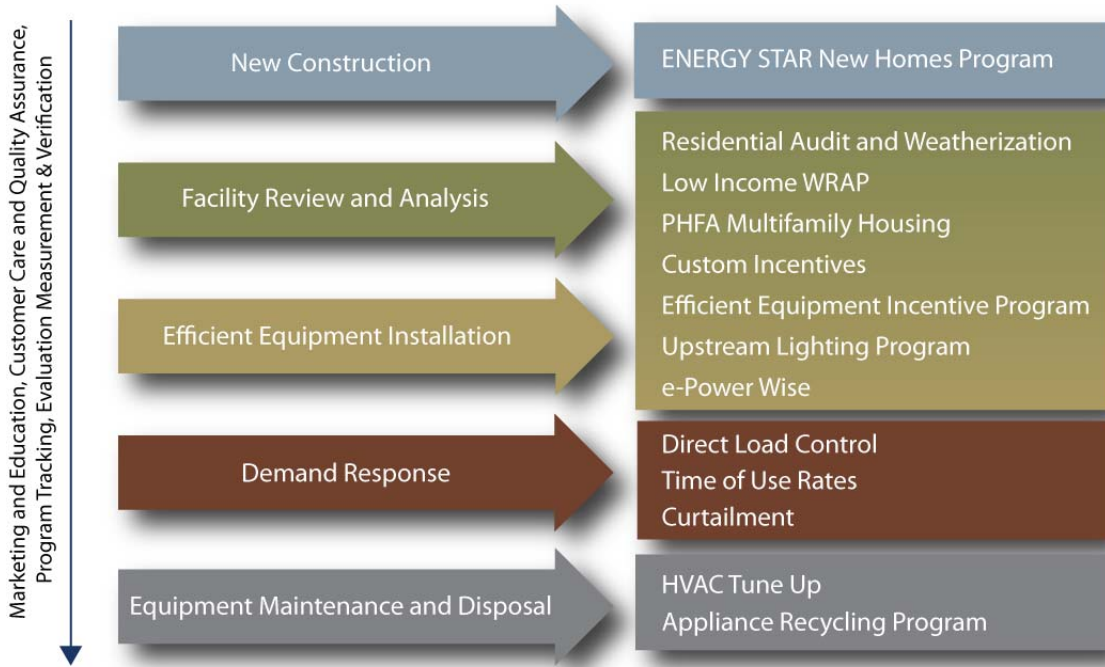 Marketing and Education, Customer Care and Quality Assurance,
Program Tracking, Evaluation Measurement & Verification
New Construction
ENERGY STAR New Homes Program
Facility Review and Analysis
Efficient Equipment Installation
Residential Audit and Weatherization
Low Income WRAP
PHFA Multifamily Housing
Custom Incentives
Efficient Equipment Incentive Program
Upstream Lighting Program
e-Power Wise
Demand Response
Direct Load Control
Time of Use Rates
Curtailment
Equipment Maintenance and Disposal
HVAC Tune Up
Appliance Recycling Program